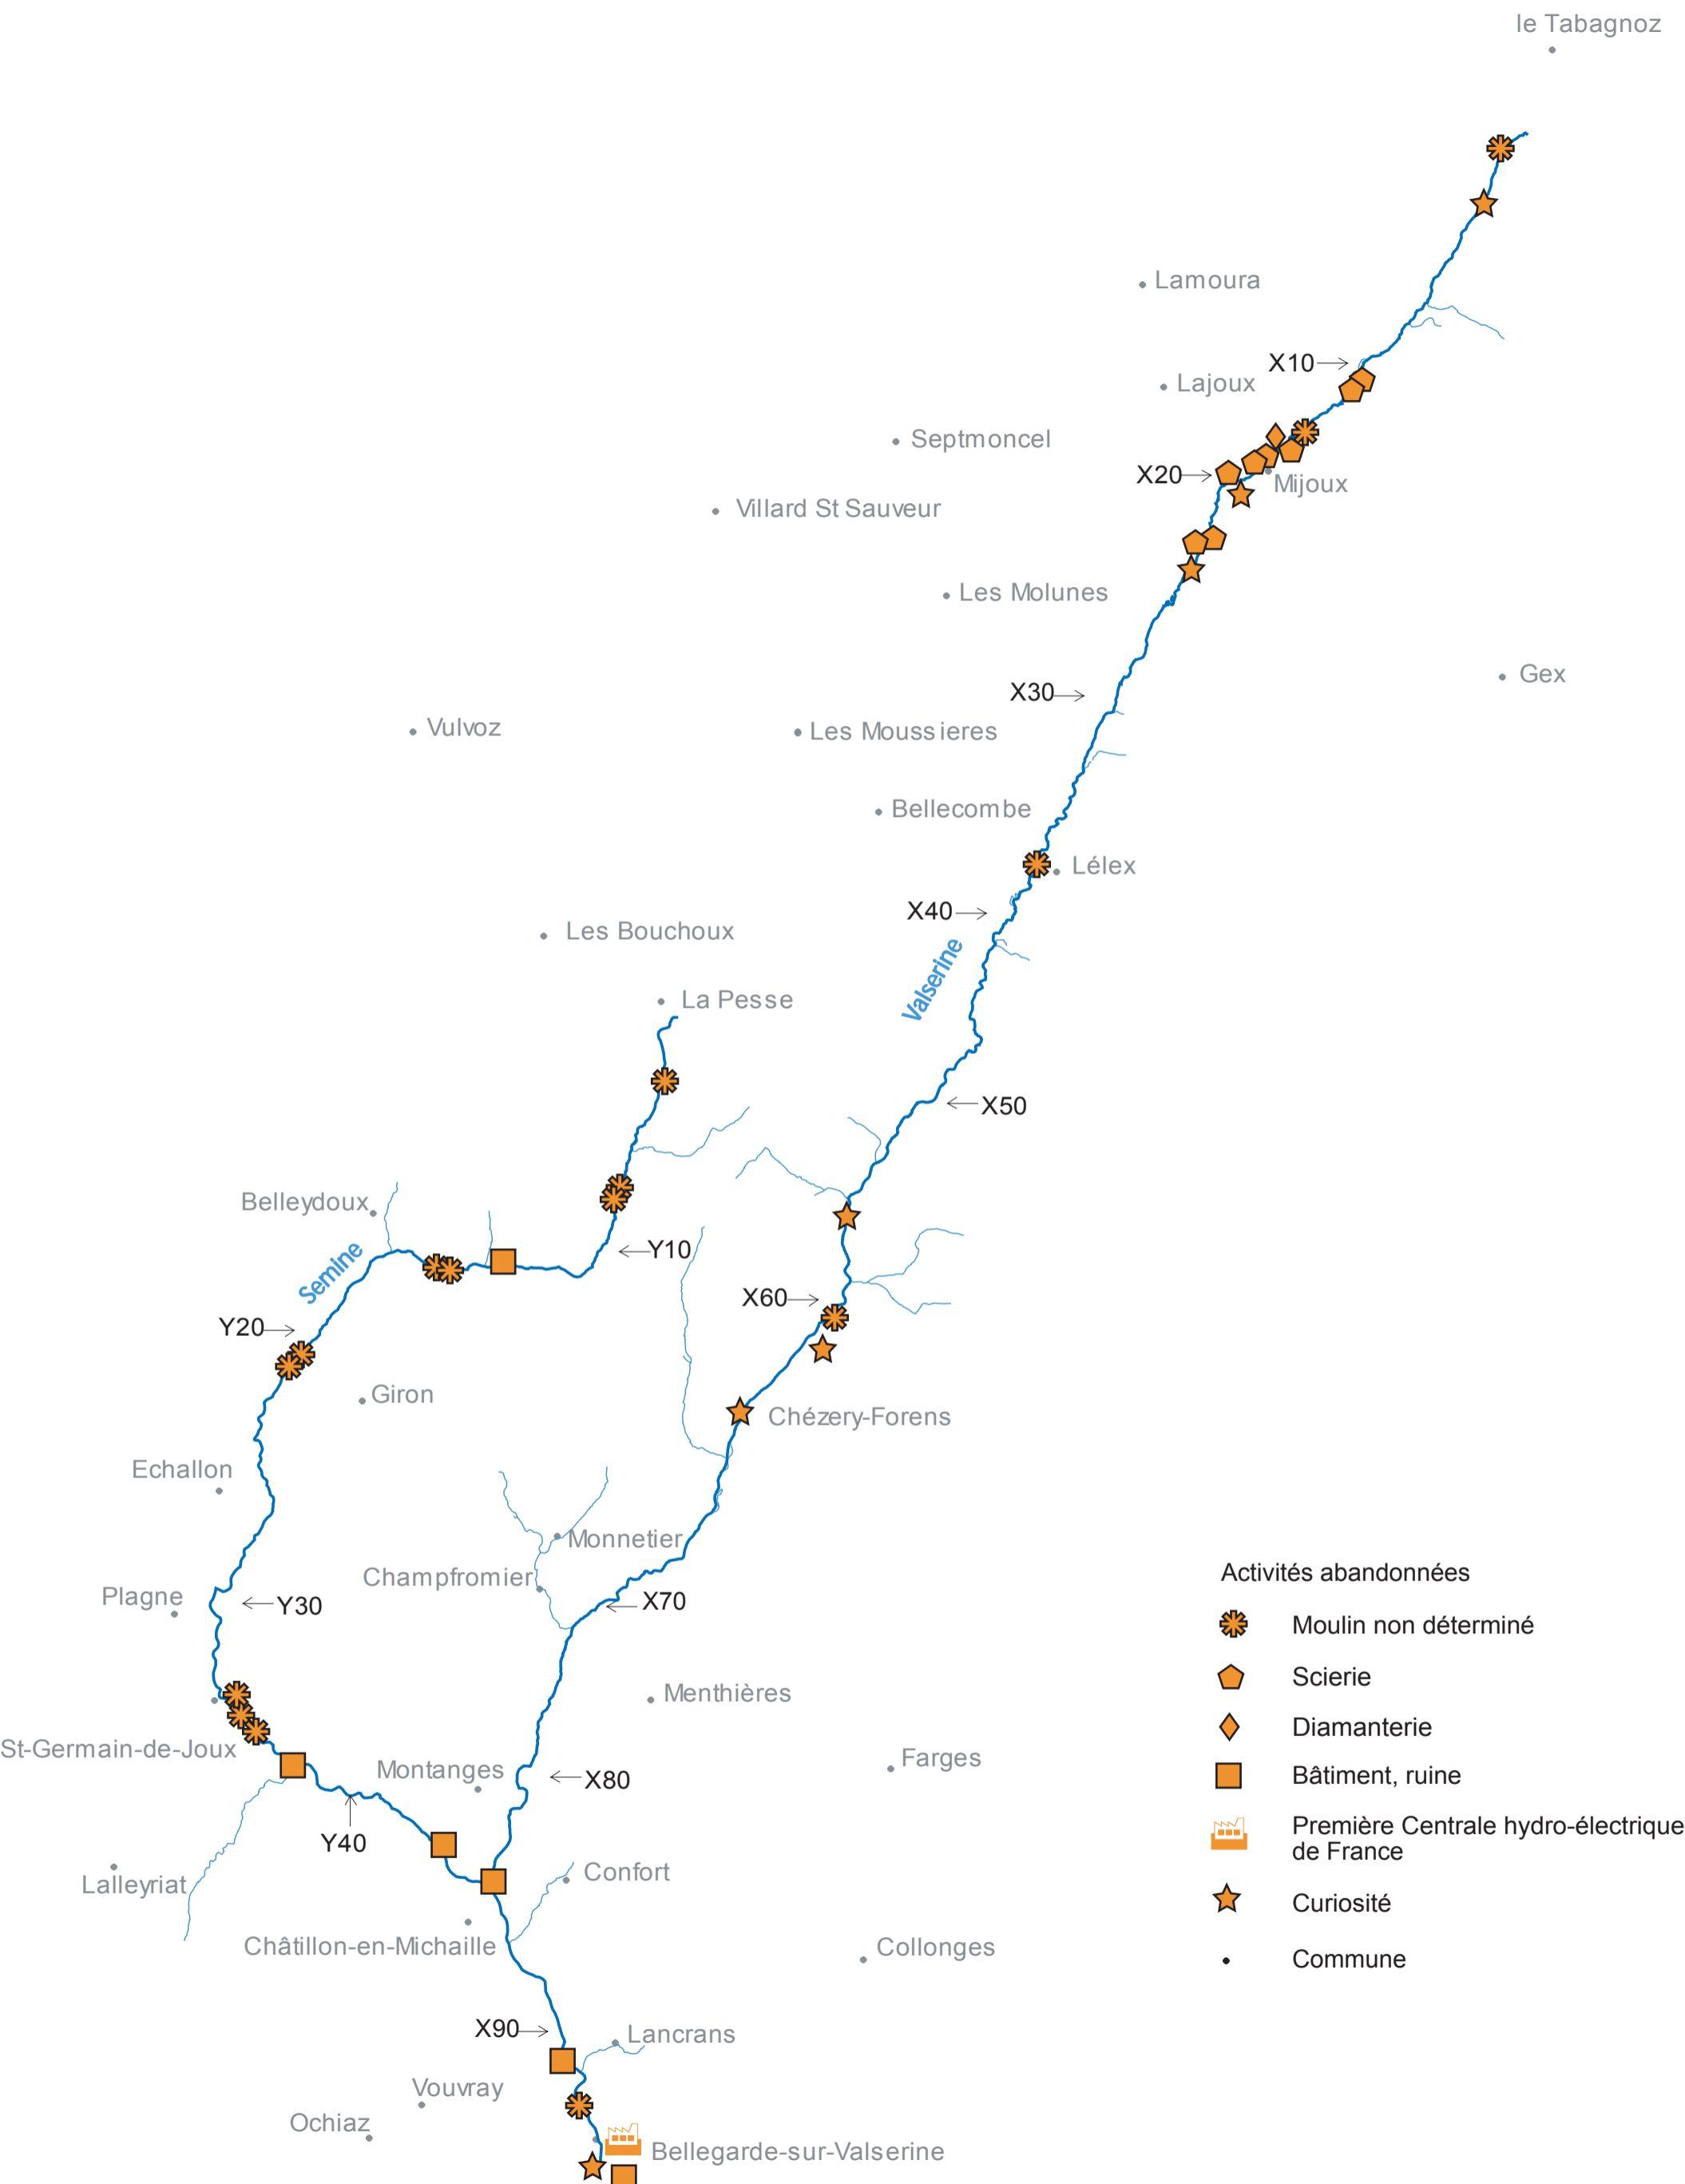 le Tabagnoz
Lamoura
X10
Lajoux
Septmoncel
X20
Mijoux
Villard St Sauveur
Les Molunes
Gex
X30
Vulvoz
Les Moussieres
Bellecombe
Lélex
X40
Les Bouchoux
Valserine
La Pesse
X50
Belleydoux
Y10
Semine
X60
Y20
Giron
Chézery-Forens
Echallon
Monnetier
Champfromier
Plagne
Y30
X70
Menthières
St-Germain-de-Joux
Montanges
Farges
X80
Y40
Confort
Lalleyriat
Châtillon-en-Michaille
Collonges
X90
Lancrans
Vouvray
Ochiaz
Bellegarde-sur-Valserine
Activités abandonnées
Moulin non déterminé
Scierie
Diamanterie
Bâtiment, ruine
Première Centrale hydro-électrique
de France
Curiosité
Commune